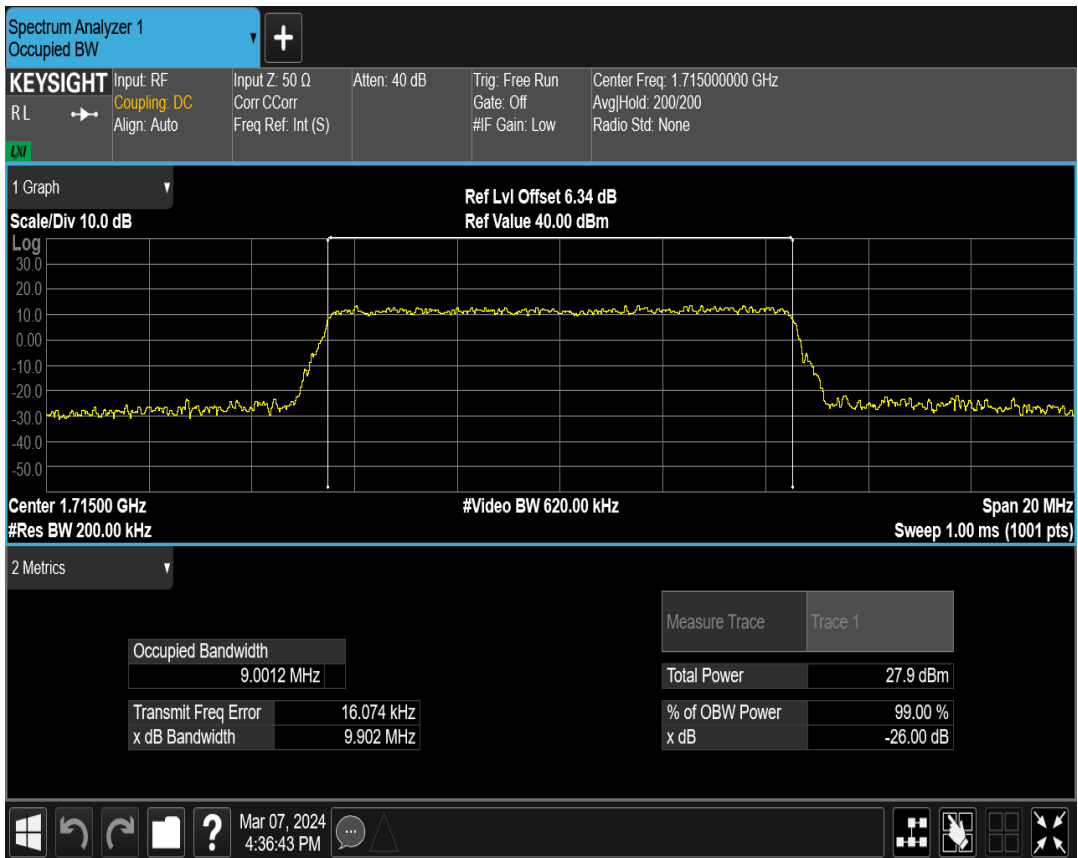 Spectrum Analyzer 1
Occupied BW
KEYSIGHT
R L
LXI
Input: RF
Coupling: DC
Align: Auto
Input Z: 50 Ω
Corr CCorr
Freq Ref: Int (S)
Atten: 40 dB
Trig: Free Run
Gate: Off
#IF Gain: Low
Center Freq: 1.715000000 GHz
Avg|Hold: 200/200
Radio Std: None
1 Graph
Scale/Div 10.0 dB
Ref Lvl Offset 6.34 dB
Ref Value 40.00 dBm
Log
30.0
20.0
10.0
0.00
-10.0
-20.0
-30.0
-40.0
-50.0
Center 1.71500 GHz
#Video BW 620.00 kHz
Span 20 MHz
#Res BW 200.00 kHz
Sweep 1.00 ms (1001 pts)
2 Metrics
Measure Trace Trace 1
Occupied Bandwidth
9.0012 MHz
Total Power 27.9 dBm
Transmit Freq Error 16.074 kHz
% of OBW Power 99.00 %
x dB Bandwidth 9.902 MHz
x dB -26.00 dB
?
Mar 07, 2024
4:36:43 PM